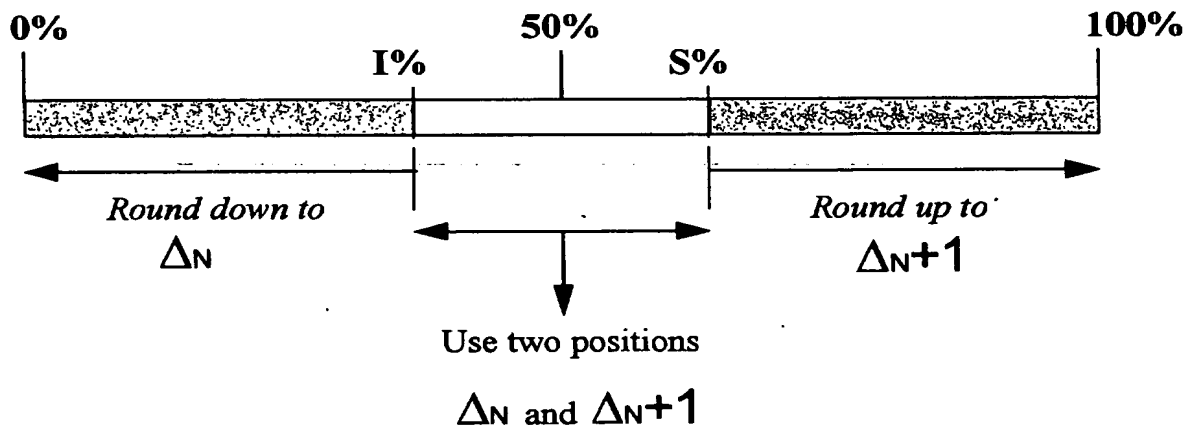 0% 50% 100%
I% S%
Round down to Round up to
ΔN ΔN+1
Use two positions
ΔN and ΔN+1